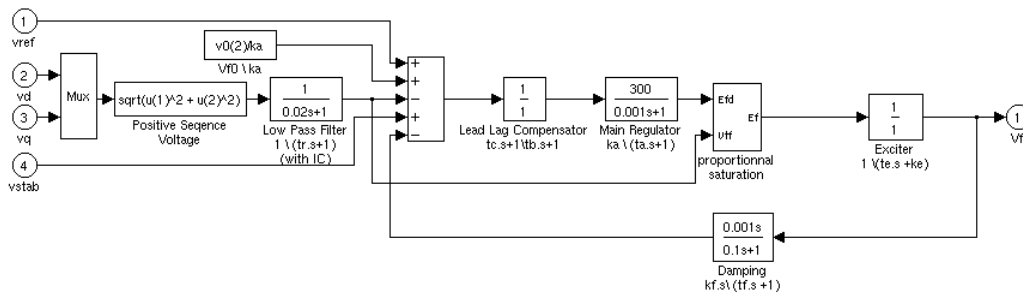 1
vref
v0(2)/ka
Vf0 \ ka
2
vd
3
vq
Mux
sqrt(u(1)^2 + u(2)^2)
Positive Seqence
Voltage
1
0.02s+1
Low Pass Filter
1 \ (tr.s+1)
(with IC)
4
vstab
+
+
−
+
−
1
1
Lead Lag Compensator
tc.s+1\tb.s+1
300
0.001s+1
Main Regulator
ka \ (ta.s+1)
Efd
Ef
Vtf
proportionnal
saturation
1
1
Exciter
1 \(te.s +ke)
1
Vf
0.001s
0.1s+1
Damping
kf.s\ (tf.s +1)